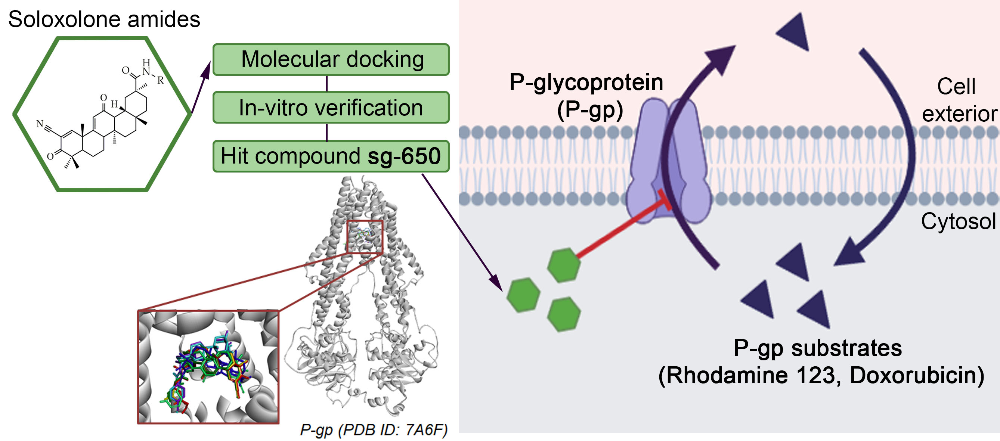 Soloxolone amides
H
O
N
R
O
H
N
O
Molecular docking
In-vitro verification
Hit compound sg-650
P-gp (PDB ID: 7A6F)
P-glycoprotein
(P-gp)
Cell
exterior
Cytosol
P-gp substrates
(Rhodamine 123, Doxorubicin)